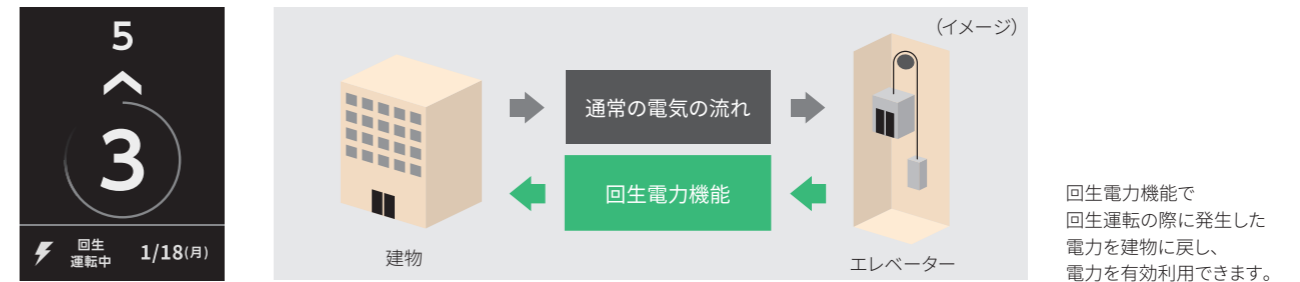 5
3
回生
運転中
1/18(月)
(イメージ)
通常の電気の流れ
回生電力機能
建物
エレベーター
回生電力機能で
回生運転の際に発生した
電力を建物に戻し、
電力を有効利用できます。